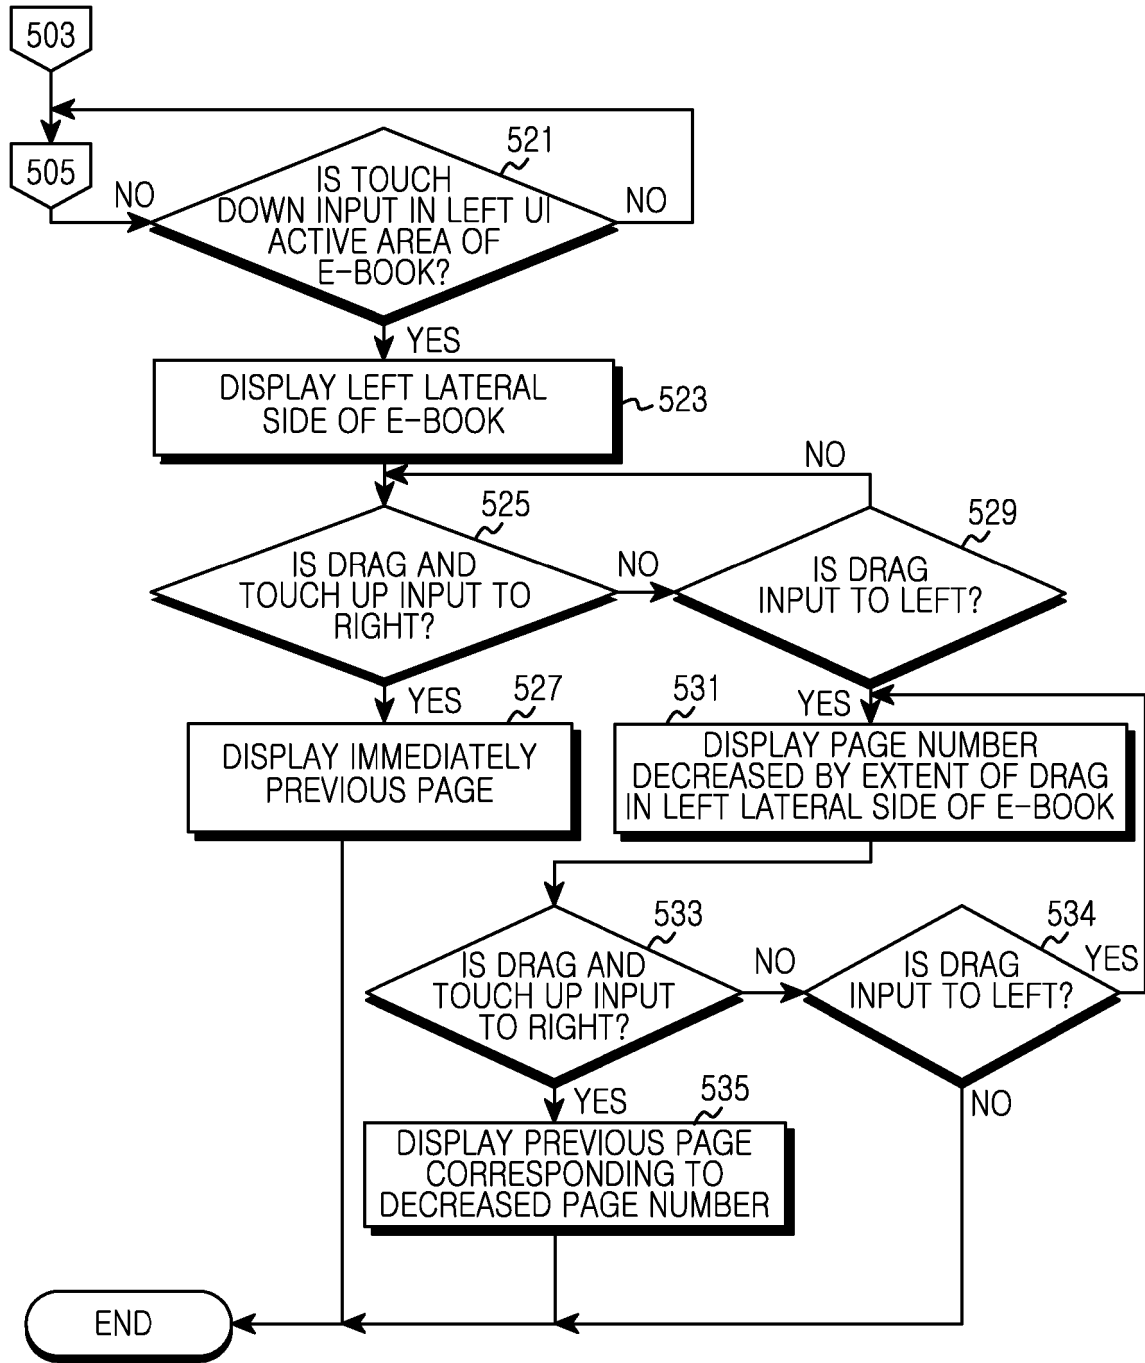 503
505
NO
521
IS TOUCH
DOWN INPUT IN LEFT UI
ACTIVE AREA OF
E-BOOK?
NO
YES
DISPLAY LEFT LATERAL
SIDE OF E-BOOK
523
NO
525
IS DRAG AND
TOUCH UP INPUT TO
RIGHT?
NO
529
IS DRAG
INPUT TO LEFT?
YES
527
DISPLAY IMMEDIATELY
PREVIOUS PAGE
YES
531
DISPLAY PAGE NUMBER
DECREASED BY EXTENT OF DRAG
IN LEFT LATERAL SIDE OF E-BOOK
533
IS DRAG AND
TOUCH UP INPUT
TO RIGHT?
NO
534
IS DRAG
INPUT TO LEFT?
YES
NO
YES
535
DISPLAY PREVIOUS PAGE
CORRESPONDING TO
DECREASED PAGE NUMBER
END